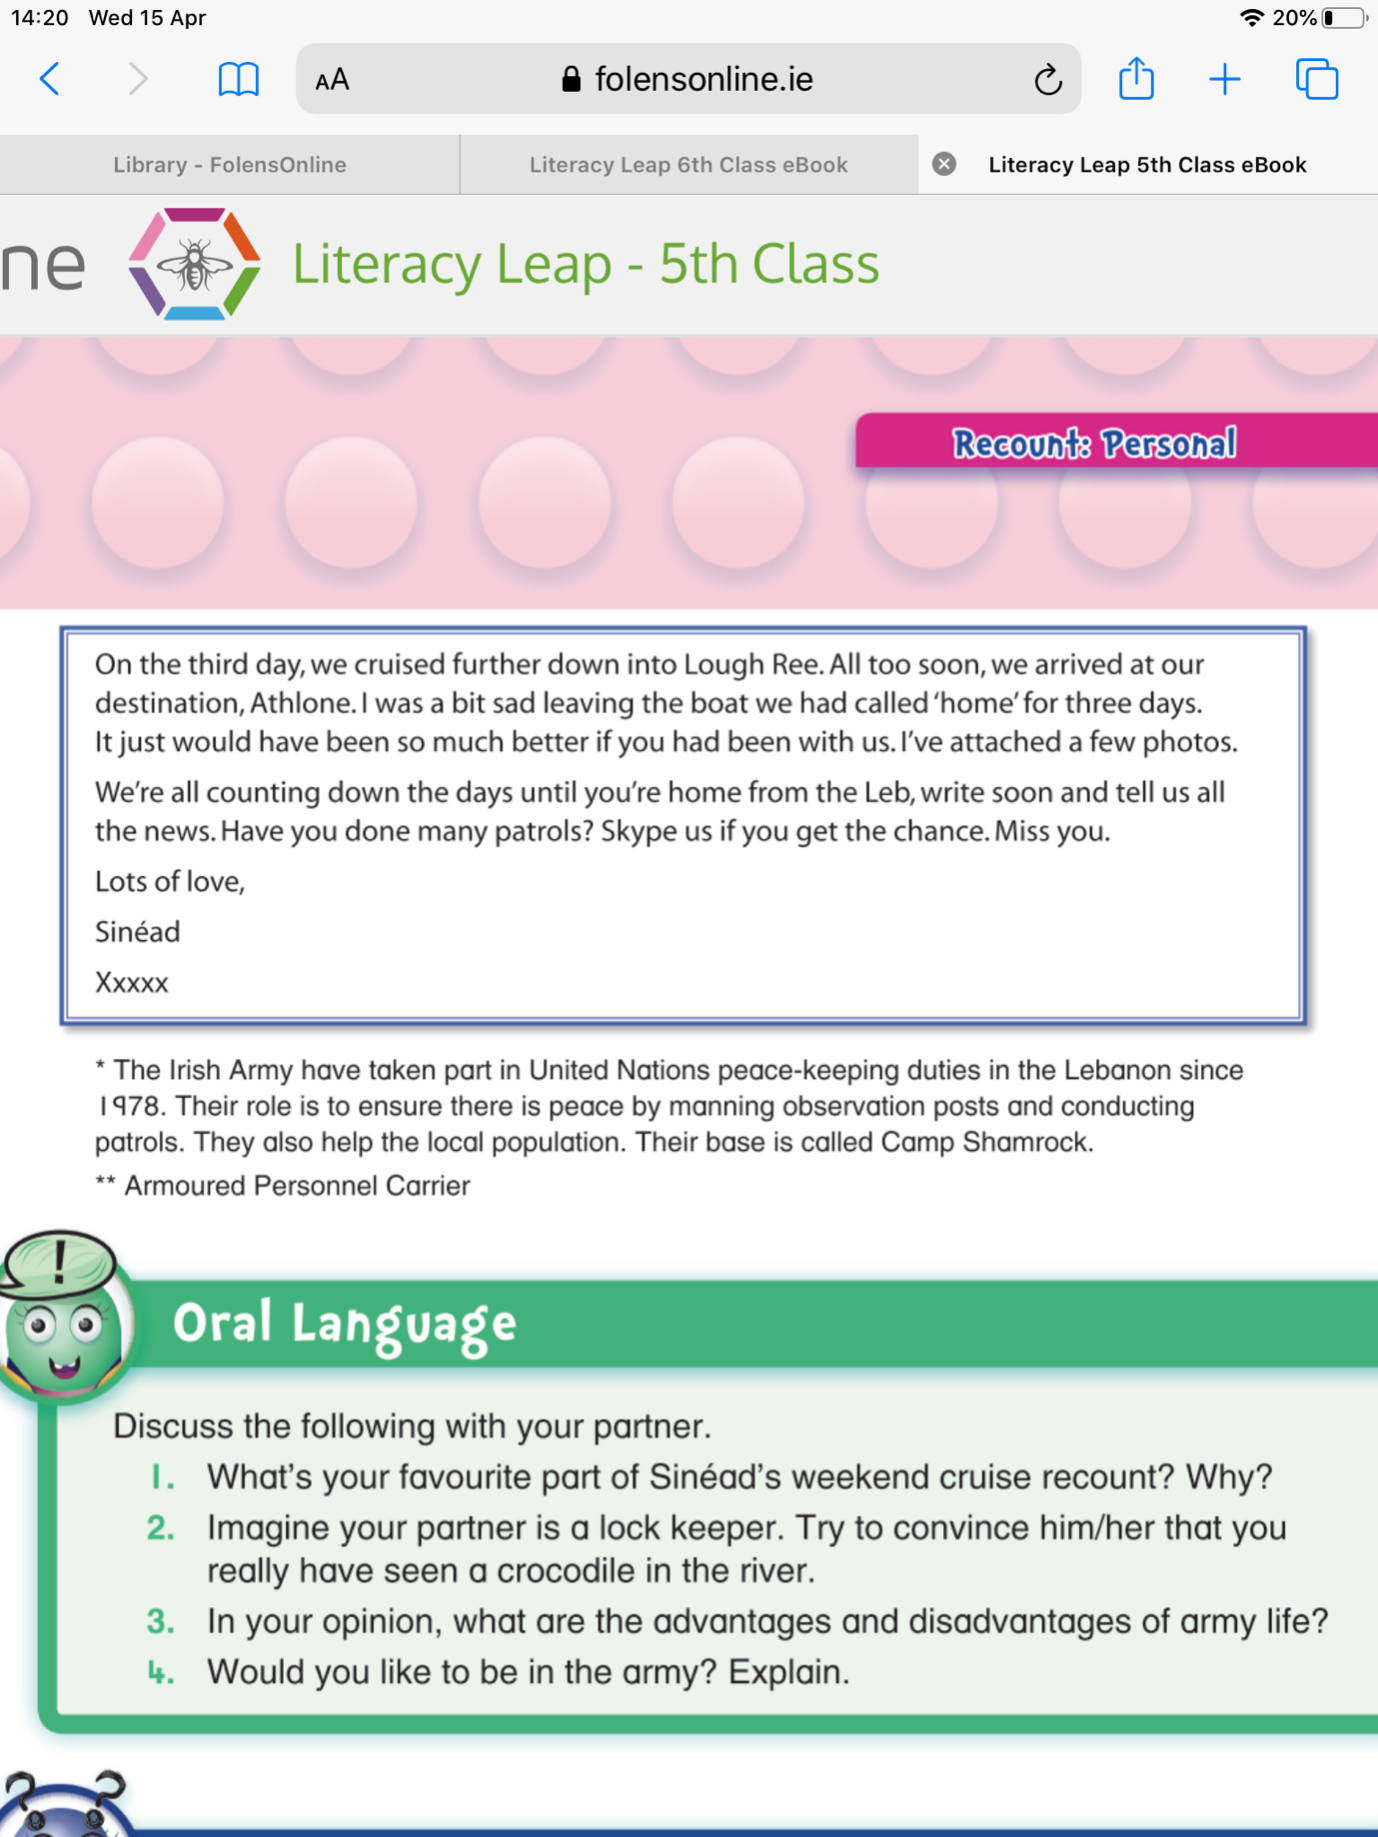 14:20 Wed 15 Apr 20%
AA folensonline.ie
Library - FolensOnline Literacy Leap 6th Class eBook Literacy Leap 5th Class eBook
ne Literacy Leap - 5th Class
Recount: Personal
On the third day, we cruised further down into Lough Ree. All too soon, we arrived at our
destination, Athlone. I was a bit sad leaving the boat we had called ‘home’ for three days.
It just would have been so much better if you had been with us. I’ve attached a few photos.
We’re all counting down the days until you’re home from the Leb, write soon and tell us all
the news. Have you done many patrols? Skype us if you get the chance. Miss you.
Lots of love,
Sinéad
Xxxxx
* The Irish Army have taken part in United Nations peace-keeping duties in the Lebanon since
1978. Their role is to ensure there is peace by manning observation posts and conducting
patrols. They also help the local population. Their base is called Camp Shamrock.
** Armoured Personnel Carrier
!
Oral Language
Discuss the following with your partner.
1. What’s your favourite part of Sinéad’s weekend cruise recount? Why?
2. Imagine your partner is a lock keeper. Try to convince him/her that you
really have seen a crocodile in the river.
3. In your opinion, what are the advantages and disadvantages of army life?
4. Would you like to be in the army? Explain.
? ?